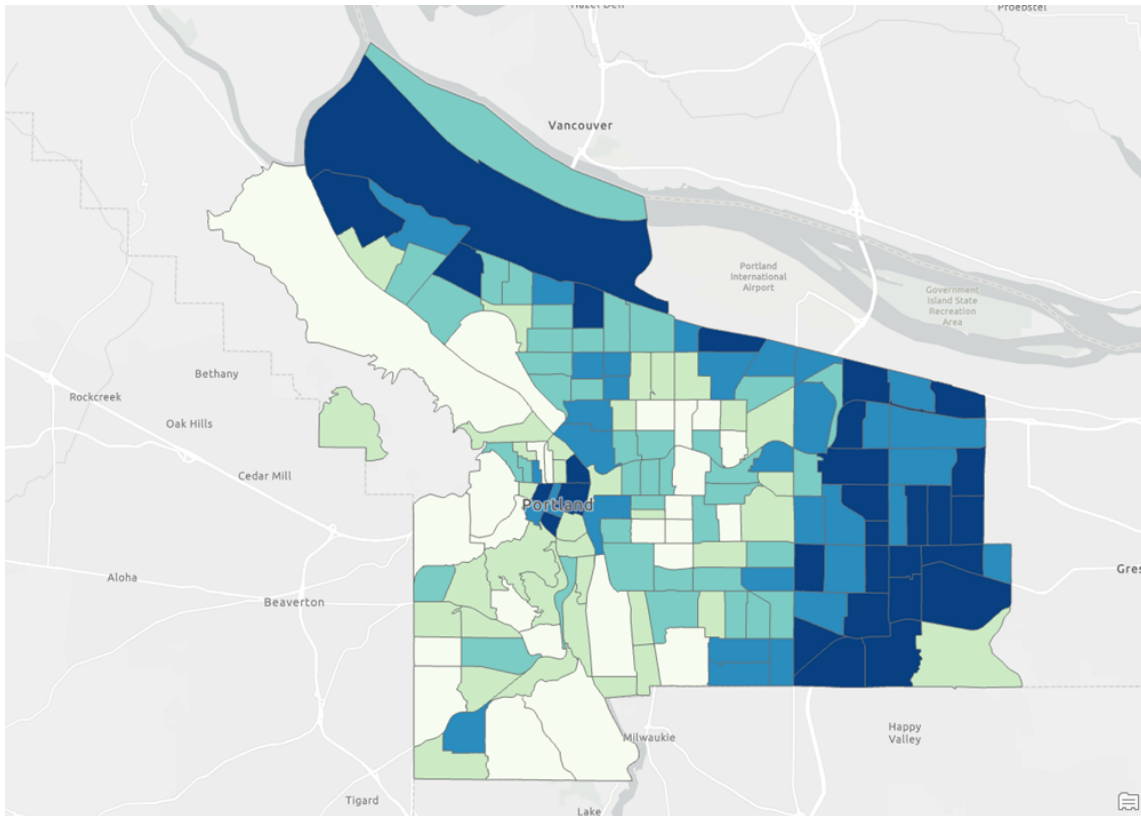 Proebstel
Vancouver
Portland
International
Airport
Government
Island State
Recreation
Area
Bethany
Rockcreek
Oak Hills
Cedar Mill
Portland
Aloha
Beaverton
Happy
Valley
Milwaukie
Tigard
Lake